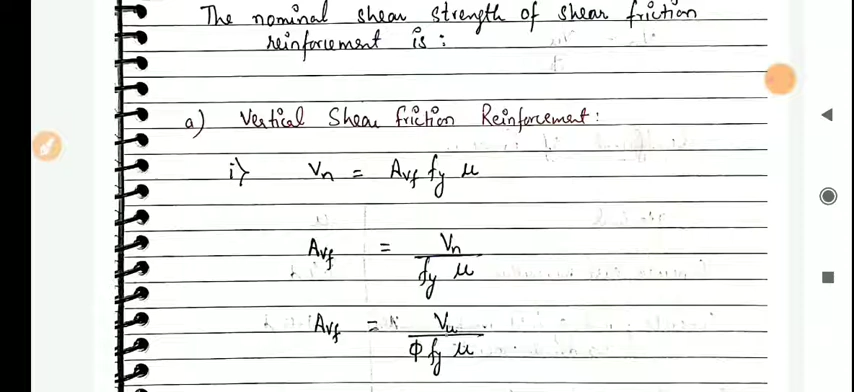 The nominal shear strength of shear friction
reinforcement is:
a) Vertical Shear friction Reinforcement:
i) Vn = Avf fy μ
Avf = Vn / fy μ
Avf = Vu / φ fy μ